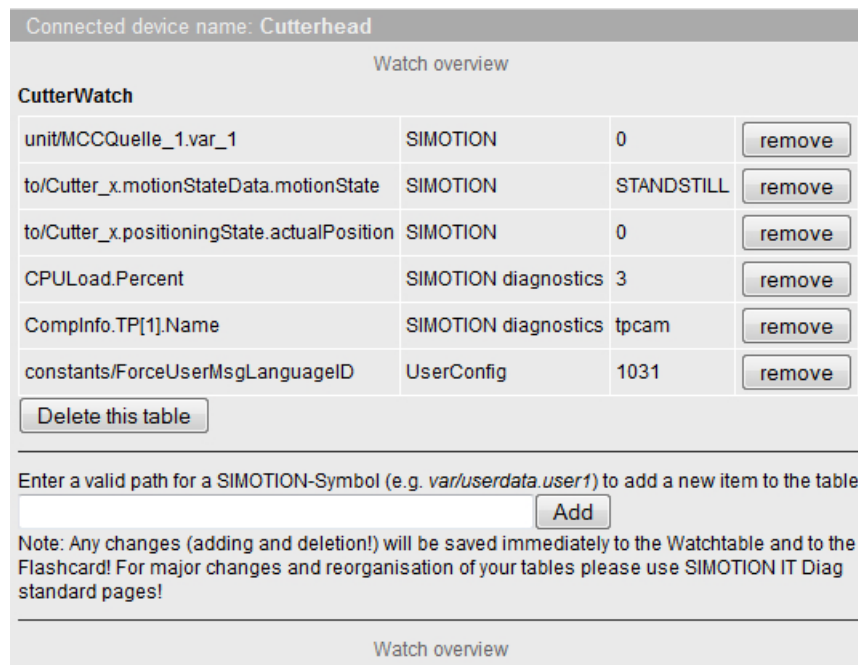 Connected device name: Cutterhead
Watch overview
CutterWatch
unit/MCCQuelle_1.var_1 SIMOTION 0 remove
to/Cutter_x.motionStateData.motionState SIMOTION STANDSTILL remove
to/Cutter_x.positioningState.actualPosition SIMOTION 0 remove
CPULoad.Percent SIMOTION diagnostics 3 remove
CompInfo.TP[1].Name SIMOTION diagnostics tpcam remove
constants/ForceUserMsgLanguageID UserConfig 1031 remove
Delete this table
Enter a valid path for a SIMOTION-Symbol (e.g. var/userdata.user1) to add a new item to the table
Add
Note: Any changes (adding and deletion!) will be saved immediately to the Watchtable and to the
Flashcard! For major changes and reorganisation of your tables please use SIMOTION IT Diag
standard pages!
Watch overview